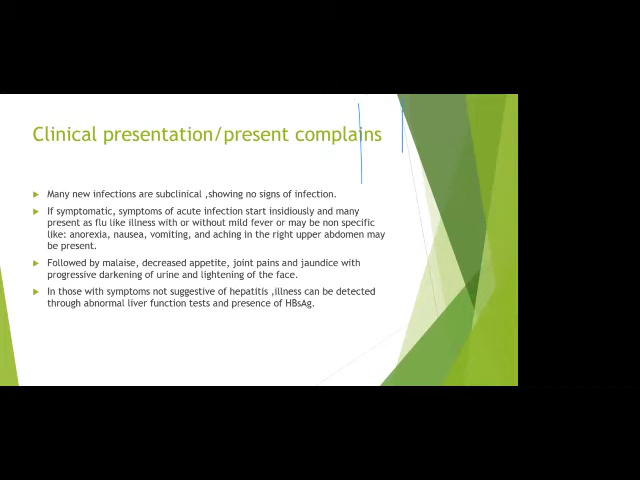 Clinical presentation/present complains
Many new infections are subclinical ,showing no signs of infection.
If symptomatic, symptoms of acute infection start insidiously and many
present as flu like illness with or without mild fever or may be non specific
like: anorexia, nausea, vomiting, and aching in the right upper abdomen may
be present.
Followed by malaise, decreased appetite, joint pains and jaundice with
progressive darkening of urine and lightening of the face.
In those with symptoms not suggestive of hepatitis ,illness can be detected
through abnormal liver function tests and presence of HBsAg.